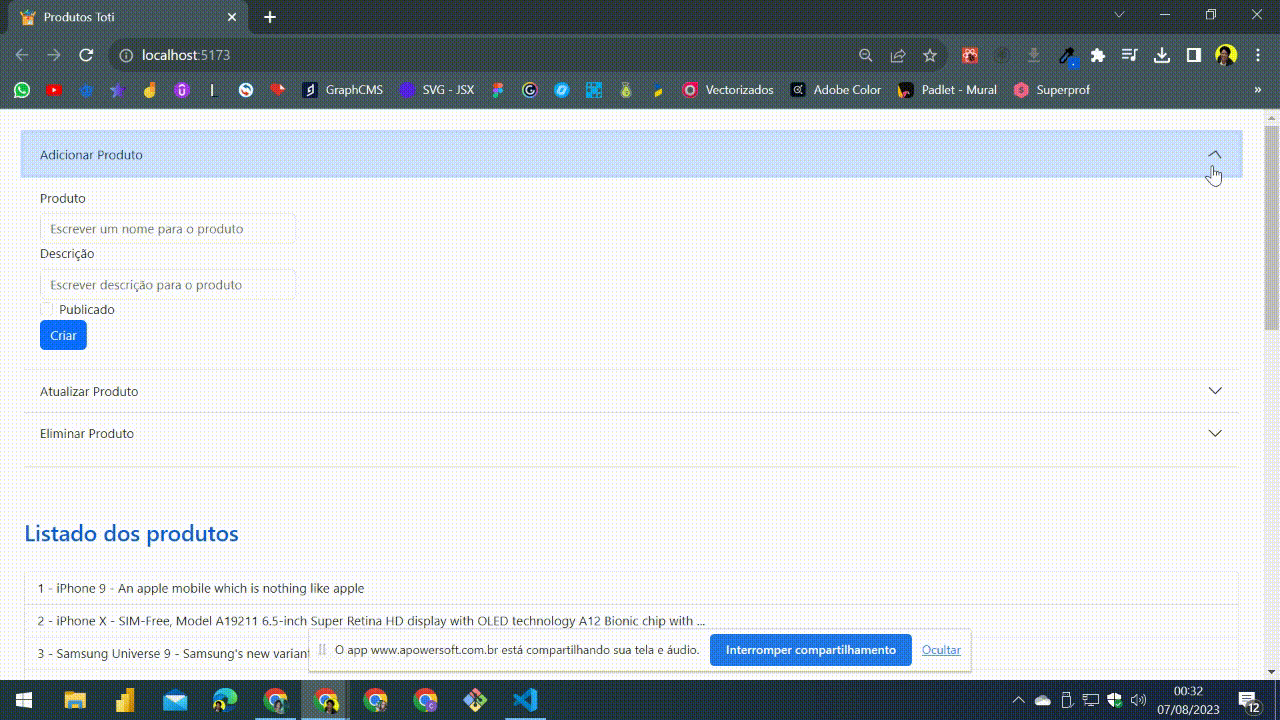 Produtos Toti
localhost:5173
GraphCMS
SVG - JSX
Vectorizados
Adobe Color
Padlet - Mural
Superprof
»
Adicionar Produto
Produto
Escrever um nome para o produto
Descrição
Escrever descrição para o produto
Publicado
Criar
Atualizar Produto
Eliminar Produto
Listado dos produtos
1 - iPhone 9 - An apple mobile which is nothing like apple
2 - iPhone X - SIM-Free, Model A19211 6.5-inch Super Retina HD display with OLED technology A12 Bionic chip with ...
3 - Samsung Universe 9 - Samsung's new variant
O app www.apowersoft.com.br está compartilhando sua tela e áudio.
Interromper compartilhamento
Ocultar
00:32
07/08/2023
12